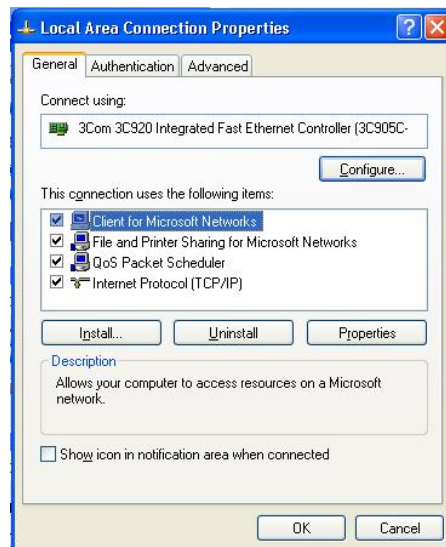 Local Area Connection Properties
General Authentication Advanced
Connect using:
3Com 3C920 Integrated Fast Ethernet Controller (3C905C-
Configure...
This connection uses the following items:
Client for Microsoft Networks
File and Printer Sharing for Microsoft Networks
QoS Packet Scheduler
Internet Protocol (TCP/IP)
Install... Uninstall Properties
Description
Allows your computer to access resources on a Microsoft
network.
Show icon in notification area when connected
OK Cancel